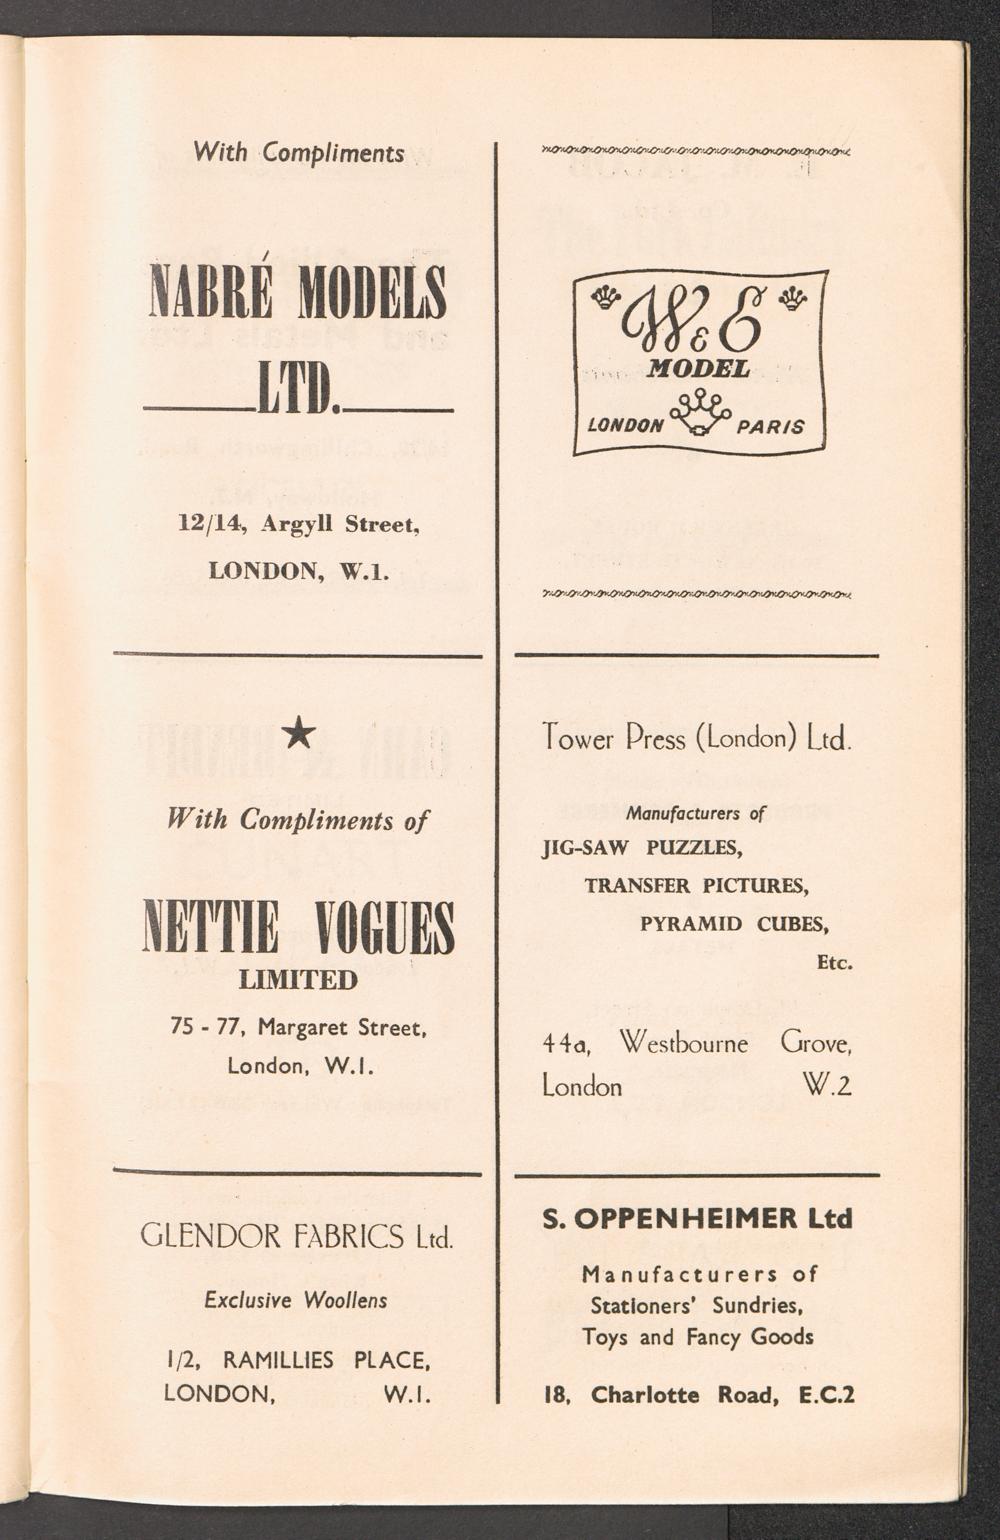 With Compliments
NABRÉ MODELS
LTD.
12/14, Argyll Street,
LONDON, W.1.
★
With Compliments of
NETTIE VOGUES
LIMITED
75 - 77, Margaret Street,
London, W.1.
GLENDOR FABRICS Ltd.
Exclusive Woollens
1/2, RAMILLIES PLACE,
LONDON, W.1.
W & E
MODEL
LONDON PARIS
Tower Press (London) Ltd.
Manufacturers of
JIG-SAW PUZZLES,
TRANSFER PICTURES,
PYRAMID CUBES,
Etc.
44a, Westbourne Grove,
London W.2
S. OPPENHEIMER Ltd
Manufacturers of
Stationers' Sundries,
Toys and Fancy Goods
18, Charlotte Road, E.C.2